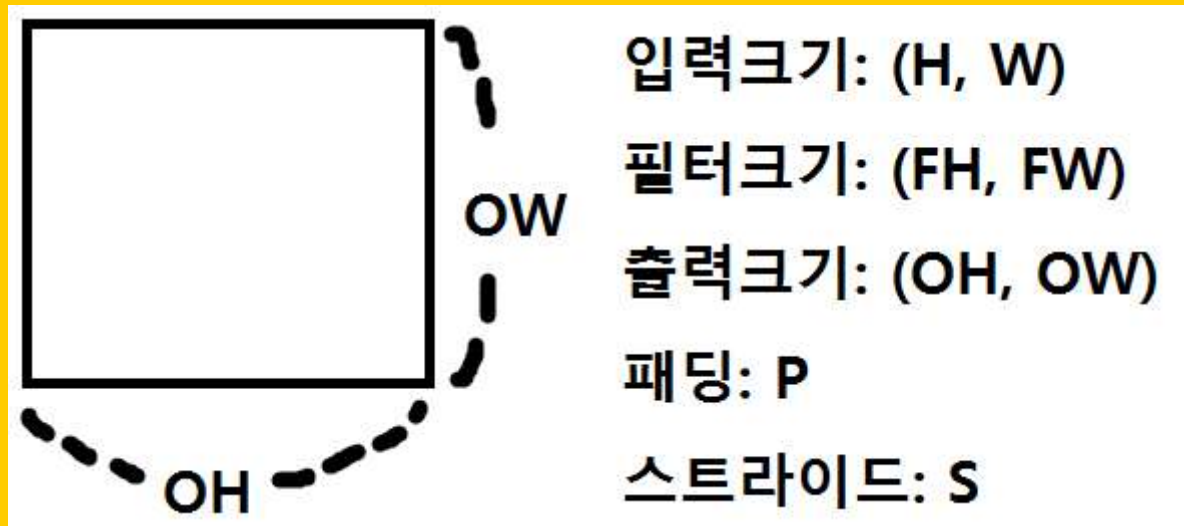 입력크기: (H, W)
필터크기: (FH, FW)
OW
출력크기: (OH, OW)
패딩: P
OH
스트라이드: S